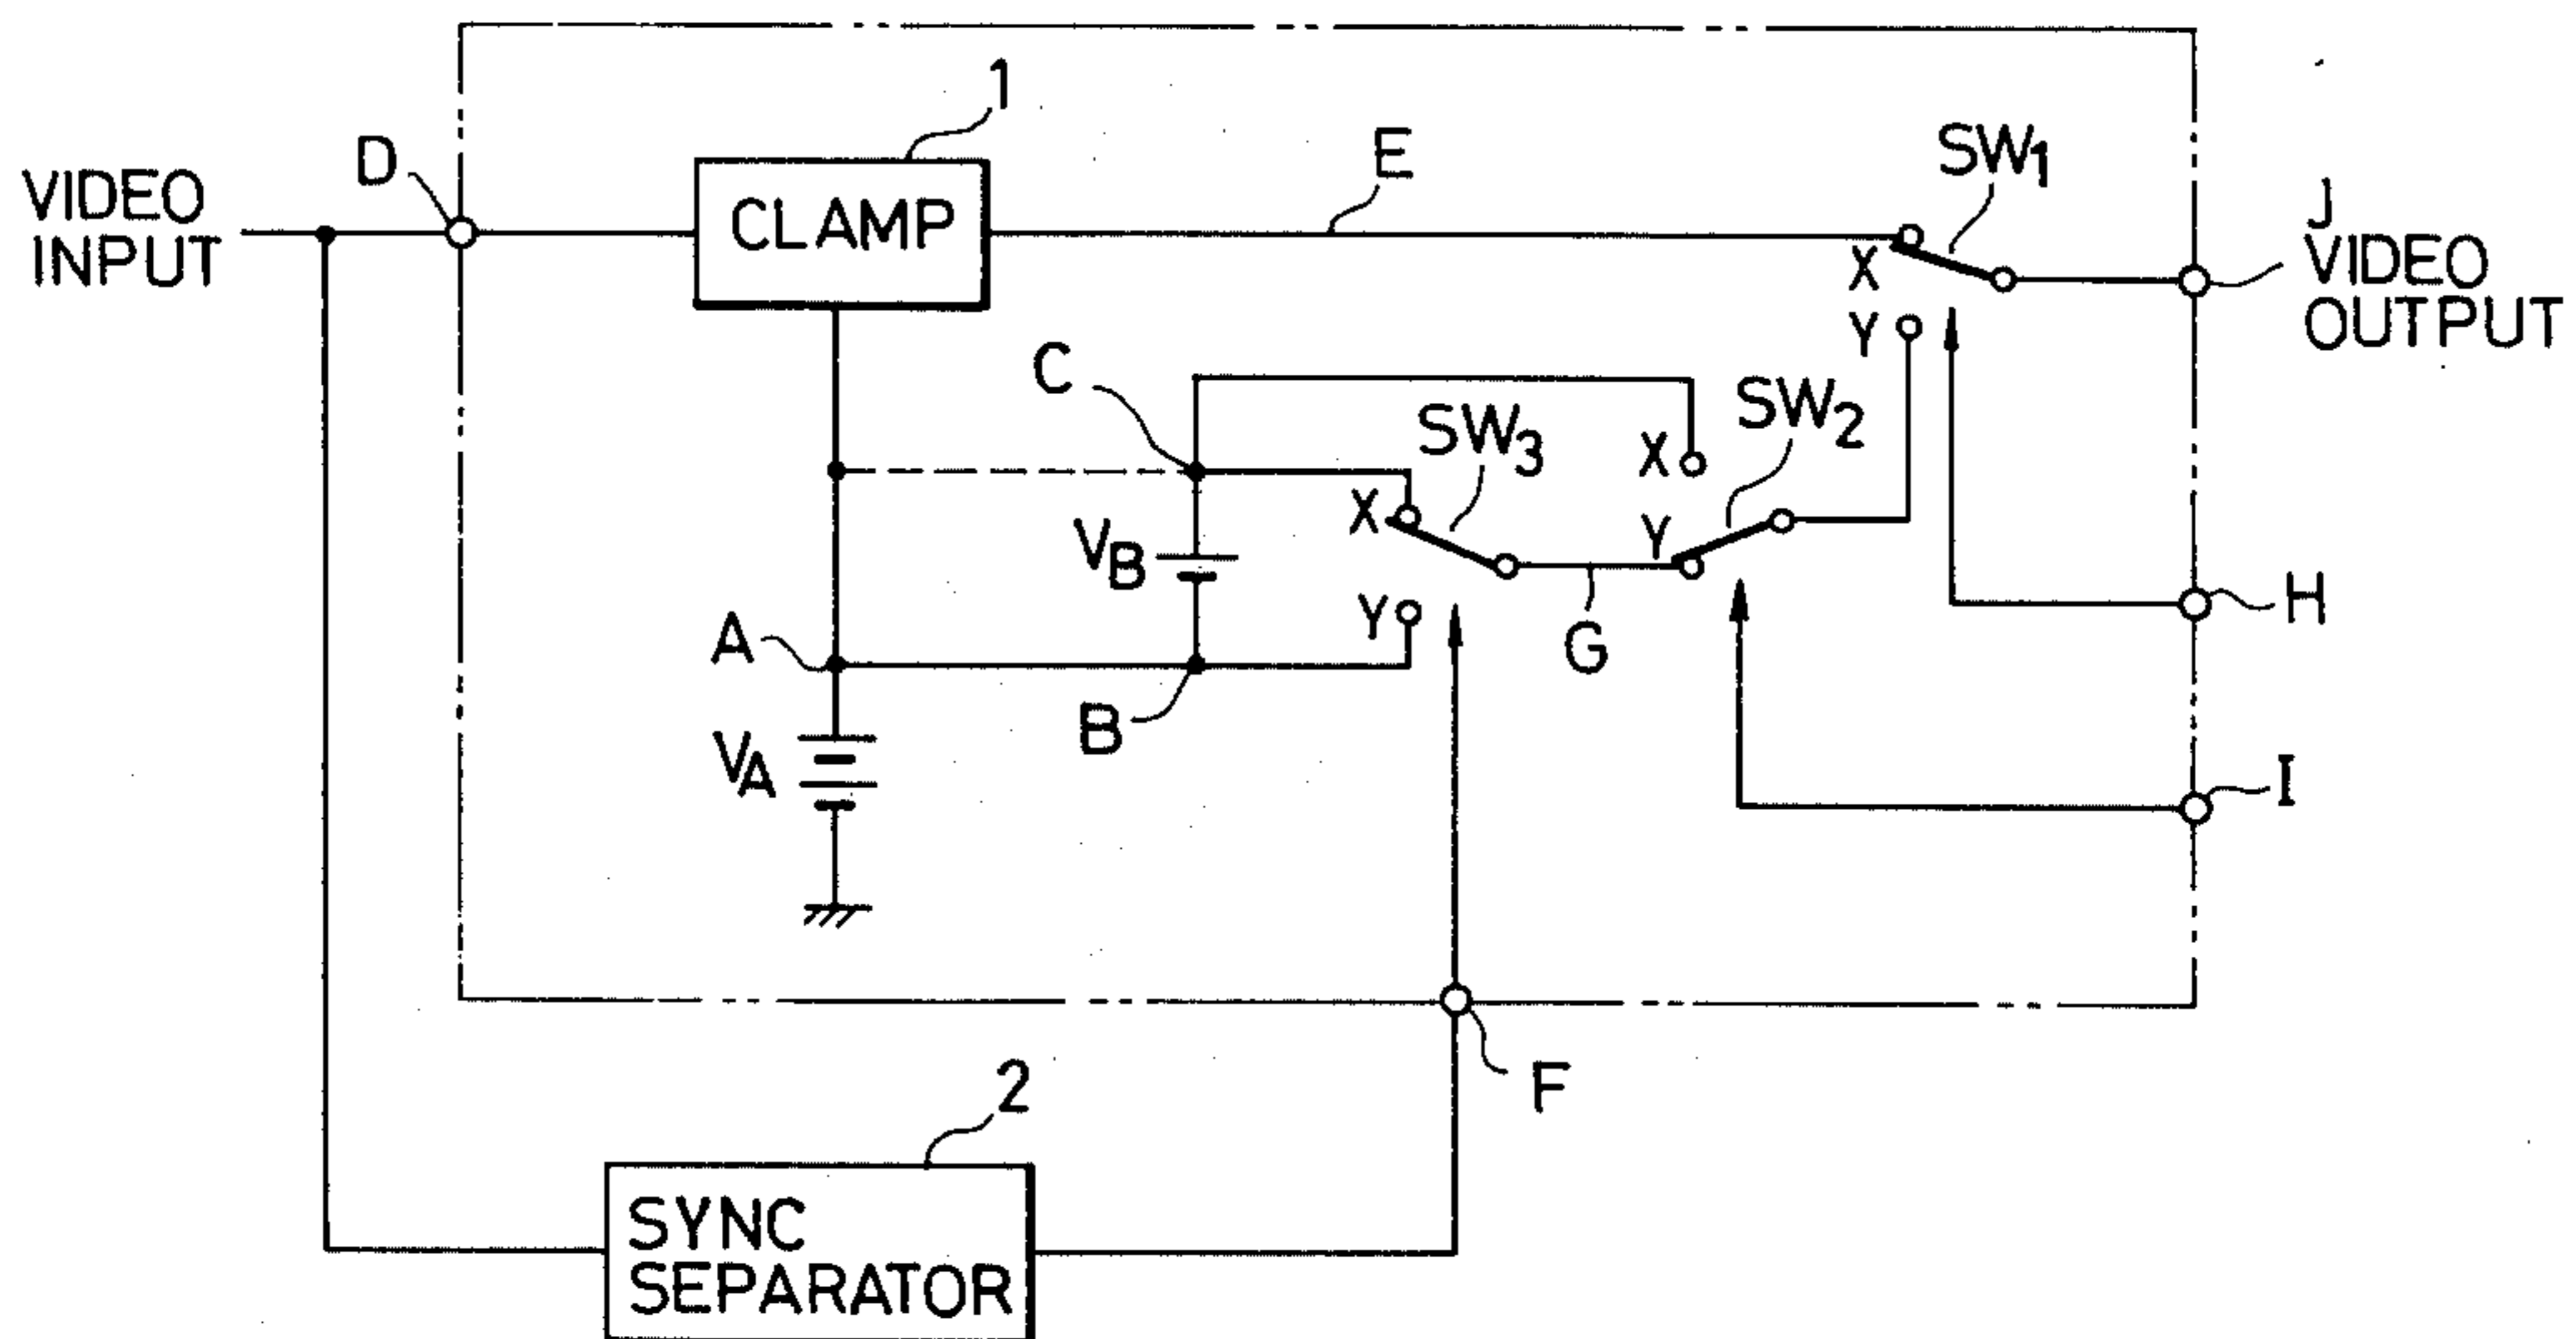 1
D
E
SW1
VIDEO
INPUT
CLAMP
J
VIDEO
OUTPUT
X
Y
C
SW3
SW2
X
X
VB
Y
Y
A
G
H
B
VA
I
F
2
SYNC
SEPARATOR